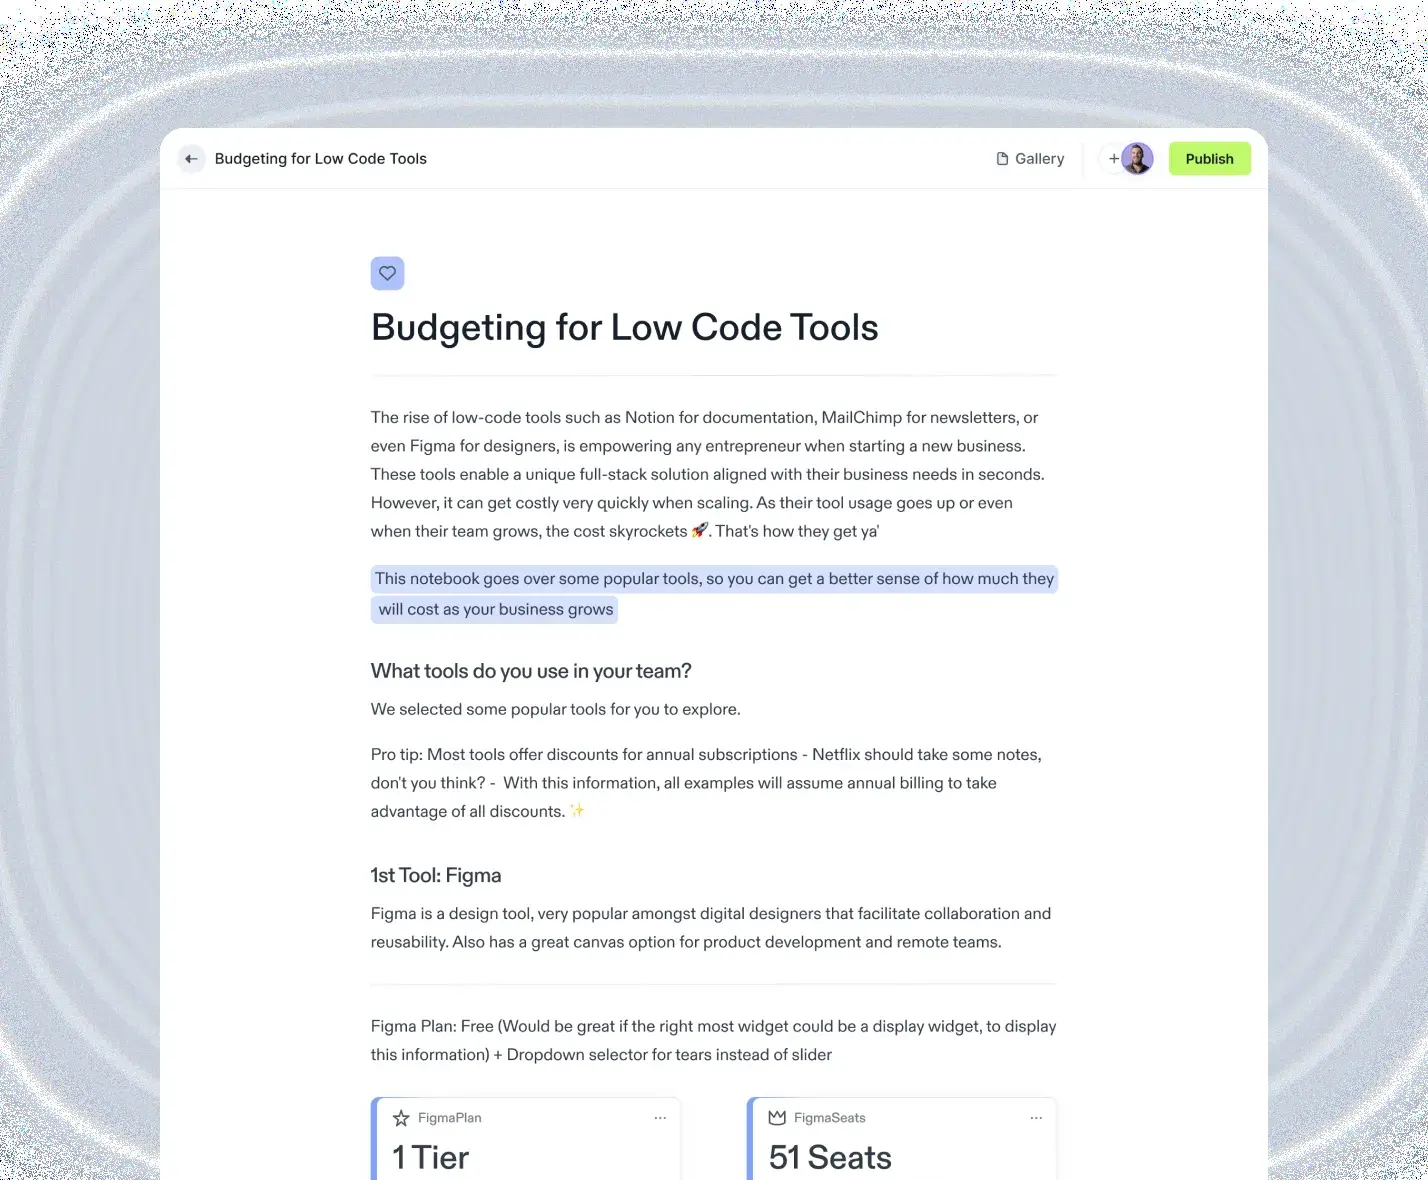 Budgeting for Low Code Tools
Gallery
+
Publish
Budgeting for Low Code Tools
The rise of low-code tools such as Notion for documentation, MailChimp for newsletters, or
even Figma for designers, is empowering any entrepreneur when starting a new business.
These tools enable a unique full-stack solution aligned with their business needs in seconds.
However, it can get costly very quickly when scaling. As their tool usage goes up or even
when their team grows, the cost skyrockets 🚀. That's how they get ya'
This notebook goes over some popular tools, so you can get a better sense of how much they
will cost as your business grows
What tools do you use in your team?
We selected some popular tools for you to explore.
Pro tip: Most tools offer discounts for annual subscriptions - Netflix should take some notes,
don't you think? - With this information, all examples will assume annual billing to take
advantage of all discounts. ✨
1st Tool: Figma
Figma is a design tool, very popular amongst digital designers that facilitate collaboration and
reusability. Also has a great canvas option for product development and remote teams.
Figma Plan: Free (Would be great if the right most widget could be a display widget, to display
this information) + Dropdown selector for tears instead of slider
FigmaPlan
1 Tier
FigmaSeats
51 Seats